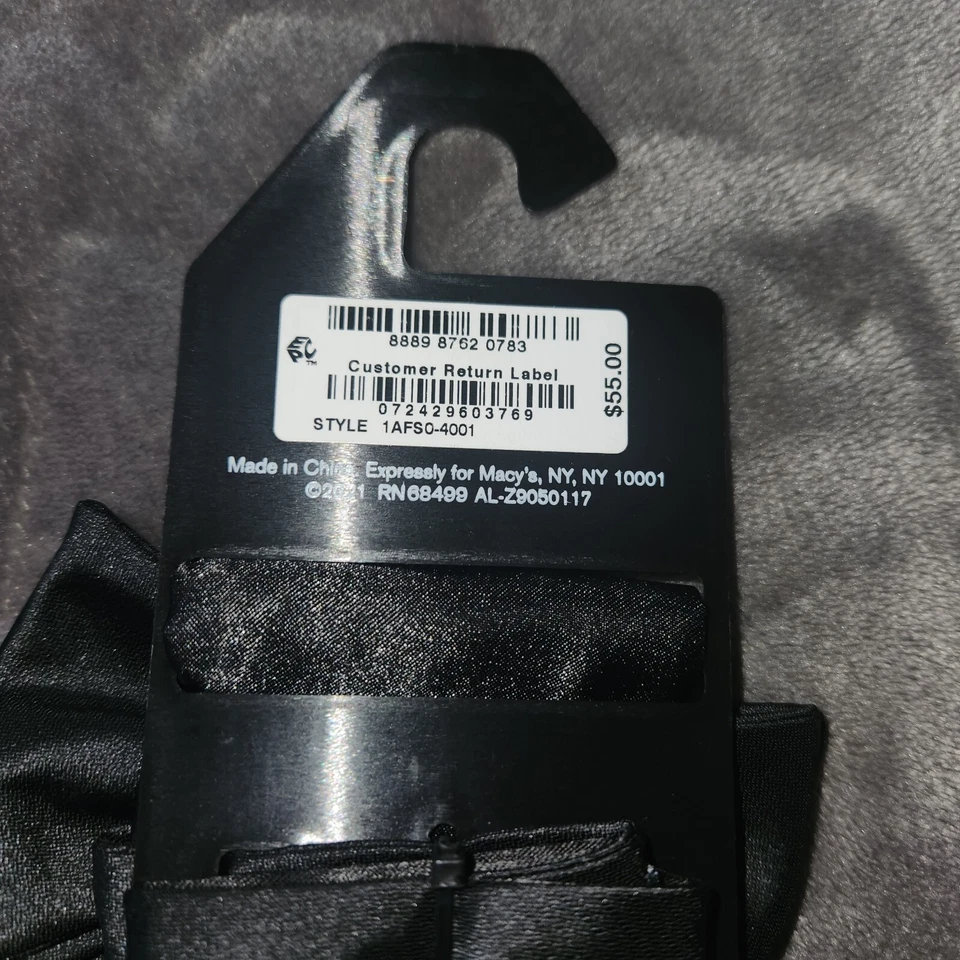 8889 8762 0783
EPC™
Customer Return Label
$55.00
072429603769
STYLE 1AFS0-4001
Made in China, Expressly for Macy's, NY, NY 10001
©2021 RN68499 AL-Z9050117